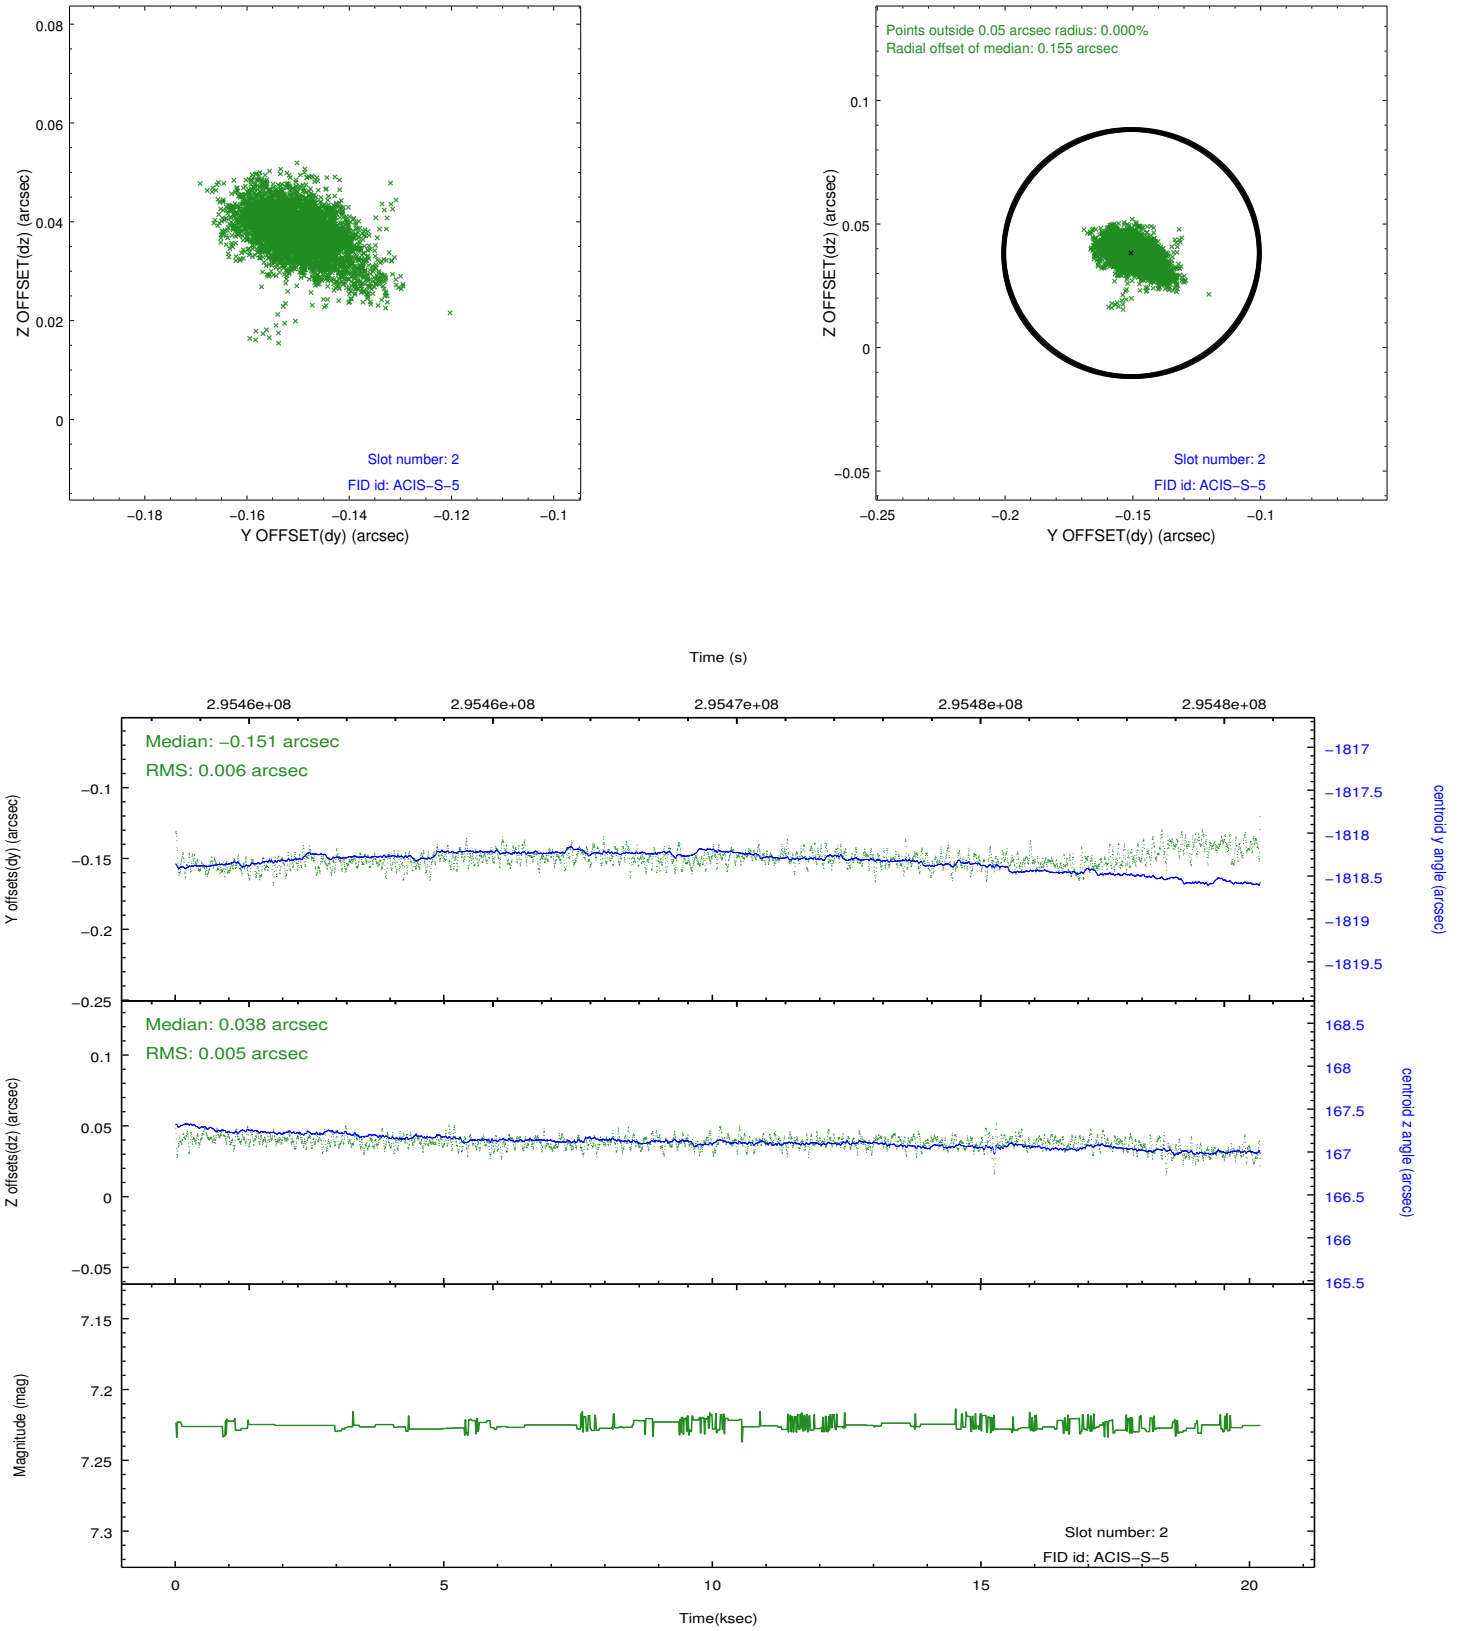 0.08
0.06
0.04
0.02
0
Z OFFSET(dz) (arcsec)
Slot number: 2
FID id: ACIS−S−5
−0.18
−0.16
−0.14
−0.12
−0.1
Y OFFSET(dy) (arcsec)
Points outside 0.05 arcsec radius: 0.000%
Radial offset of median: 0.155 arcsec
0.1
0.05
0
−0.05
Z OFFSET(dz) (arcsec)
Slot number: 2
FID id: ACIS−S−5
−0.25
−0.2
−0.15
−0.1
Y OFFSET(dy) (arcsec)
Time (s)
2.9546e+08
2.9546e+08
2.9547e+08
2.9548e+08
2.9548e+08
Median: −0.151 arcsec
RMS: 0.006 arcsec
−0.1
−0.15
−0.2
−0.25
Y offsets(dy) (arcsec)
−1817
−1817.5
−1818
−1818.5
−1819
−1819.5
centroid y angle (arcsec)
Median: 0.038 arcsec
RMS: 0.005 arcsec
0.1
0.05
0
−0.05
Z offsets(dz) (arcsec)
168.5
168
167.5
167
166.5
166
165.5
centroid z angle (arcsec)
7.15
7.2
7.25
7.3
Magnitude (mag)
Slot number: 2
FID id: ACIS−S−5
0
5
10
15
20
Time(ksec)